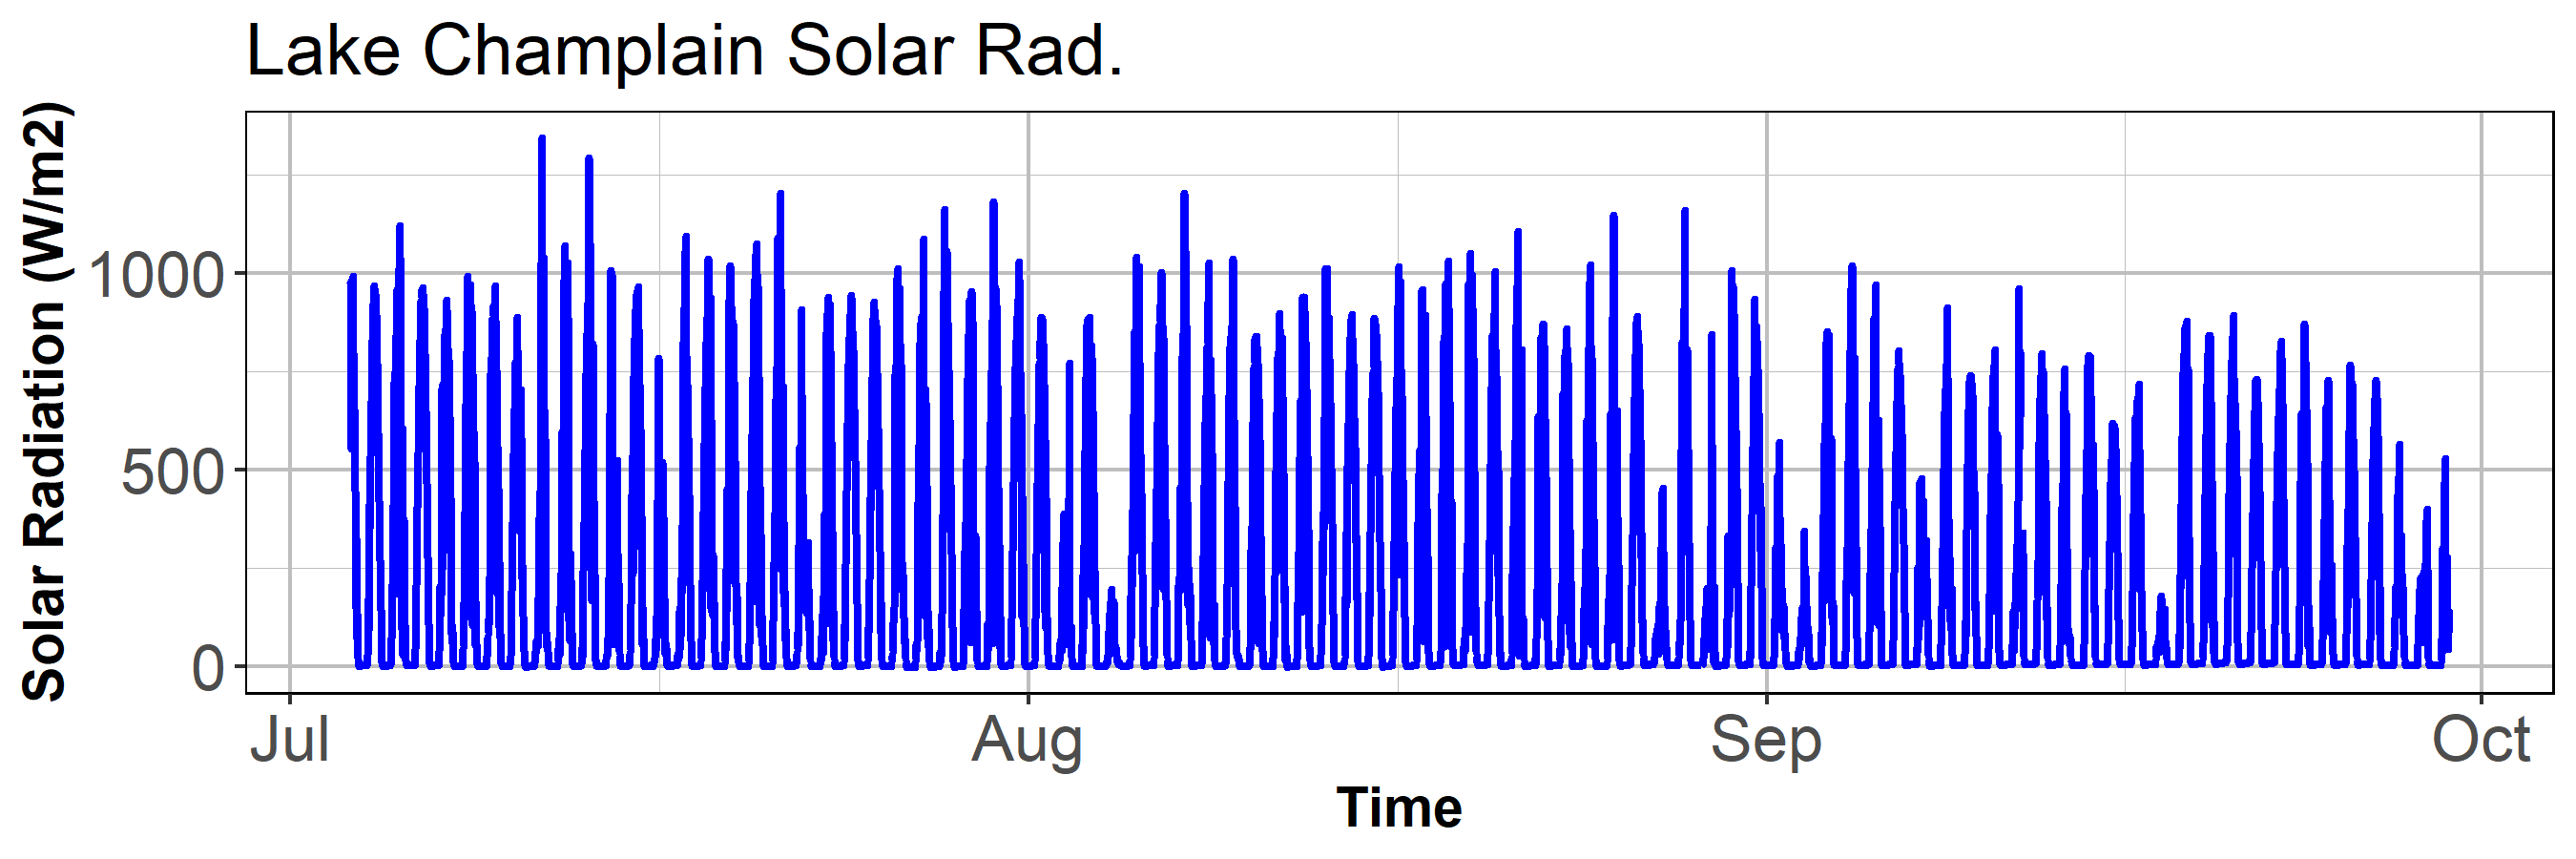 Lake Champlain Solar Rad.
Solar Radiation (W/m2)
1000
500
0
Jul Aug Sep Oct
Time